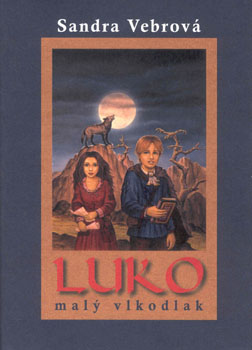 Sandra Vebrová
LUKO
malý vlkodlak